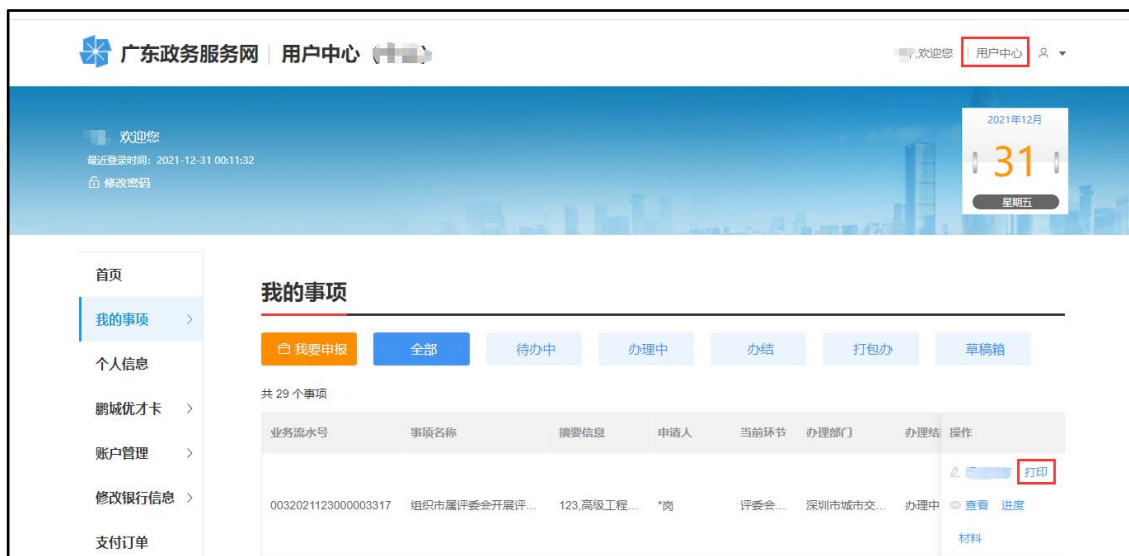 广东政务服务网 用户中心
,欢迎您 用户中心
欢迎您
最近登录时间：2021-12-31 00:11:32
修改密码
2021年12月
31
星期五
首页
我的事项
个人信息
鹏城优才卡
账户管理
修改银行信息
支付订单
我的事项
我要申报 全部 待办中 办理中 办结 打包办 草稿箱
共 29 个事项
业务流水号 事项名称 摘要信息 申请人 当前环节 办理部门 办理结 操作
打印
0032021123000003317 组织市属评委会开展评... 123,高级工程... *岗 评委会... 深圳市城市交... 办理中 查看 进度
材料